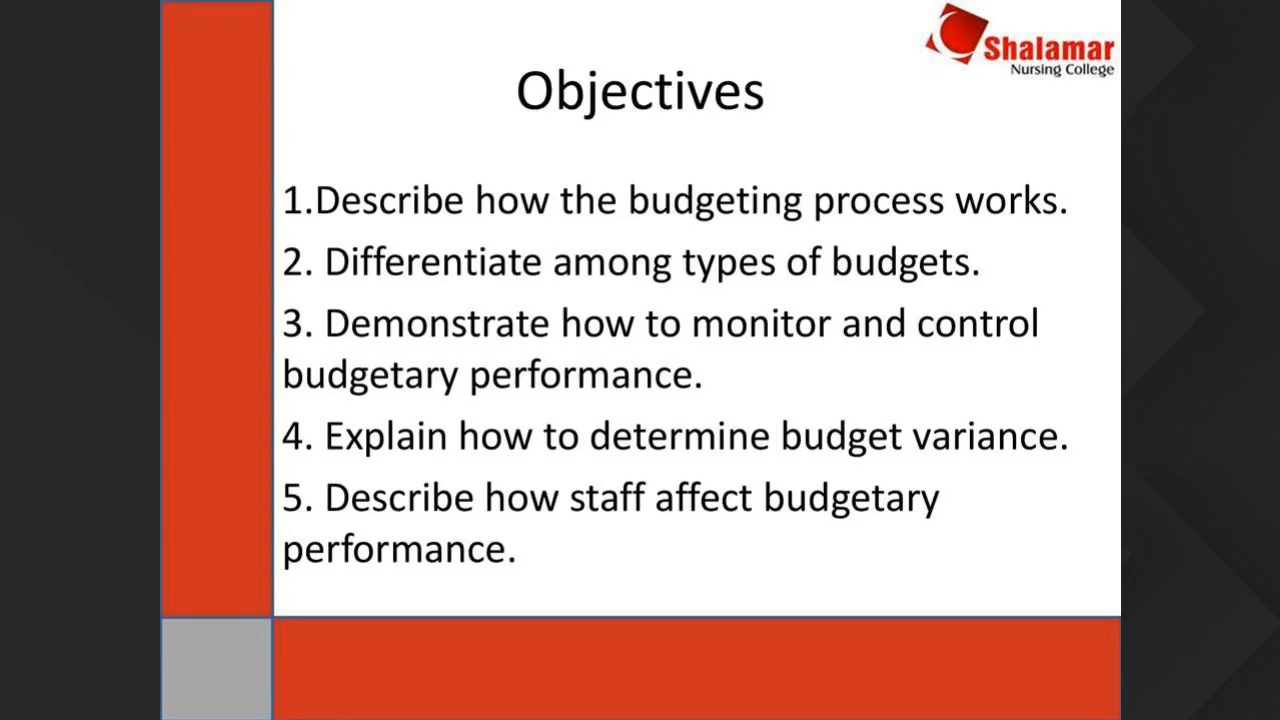 Shalamar
Nursing College
Objectives
1.Describe how the budgeting process works.
2. Differentiate among types of budgets.
3. Demonstrate how to monitor and control
budgetary performance.
4. Explain how to determine budget variance.
5. Describe how staff affect budgetary
performance.